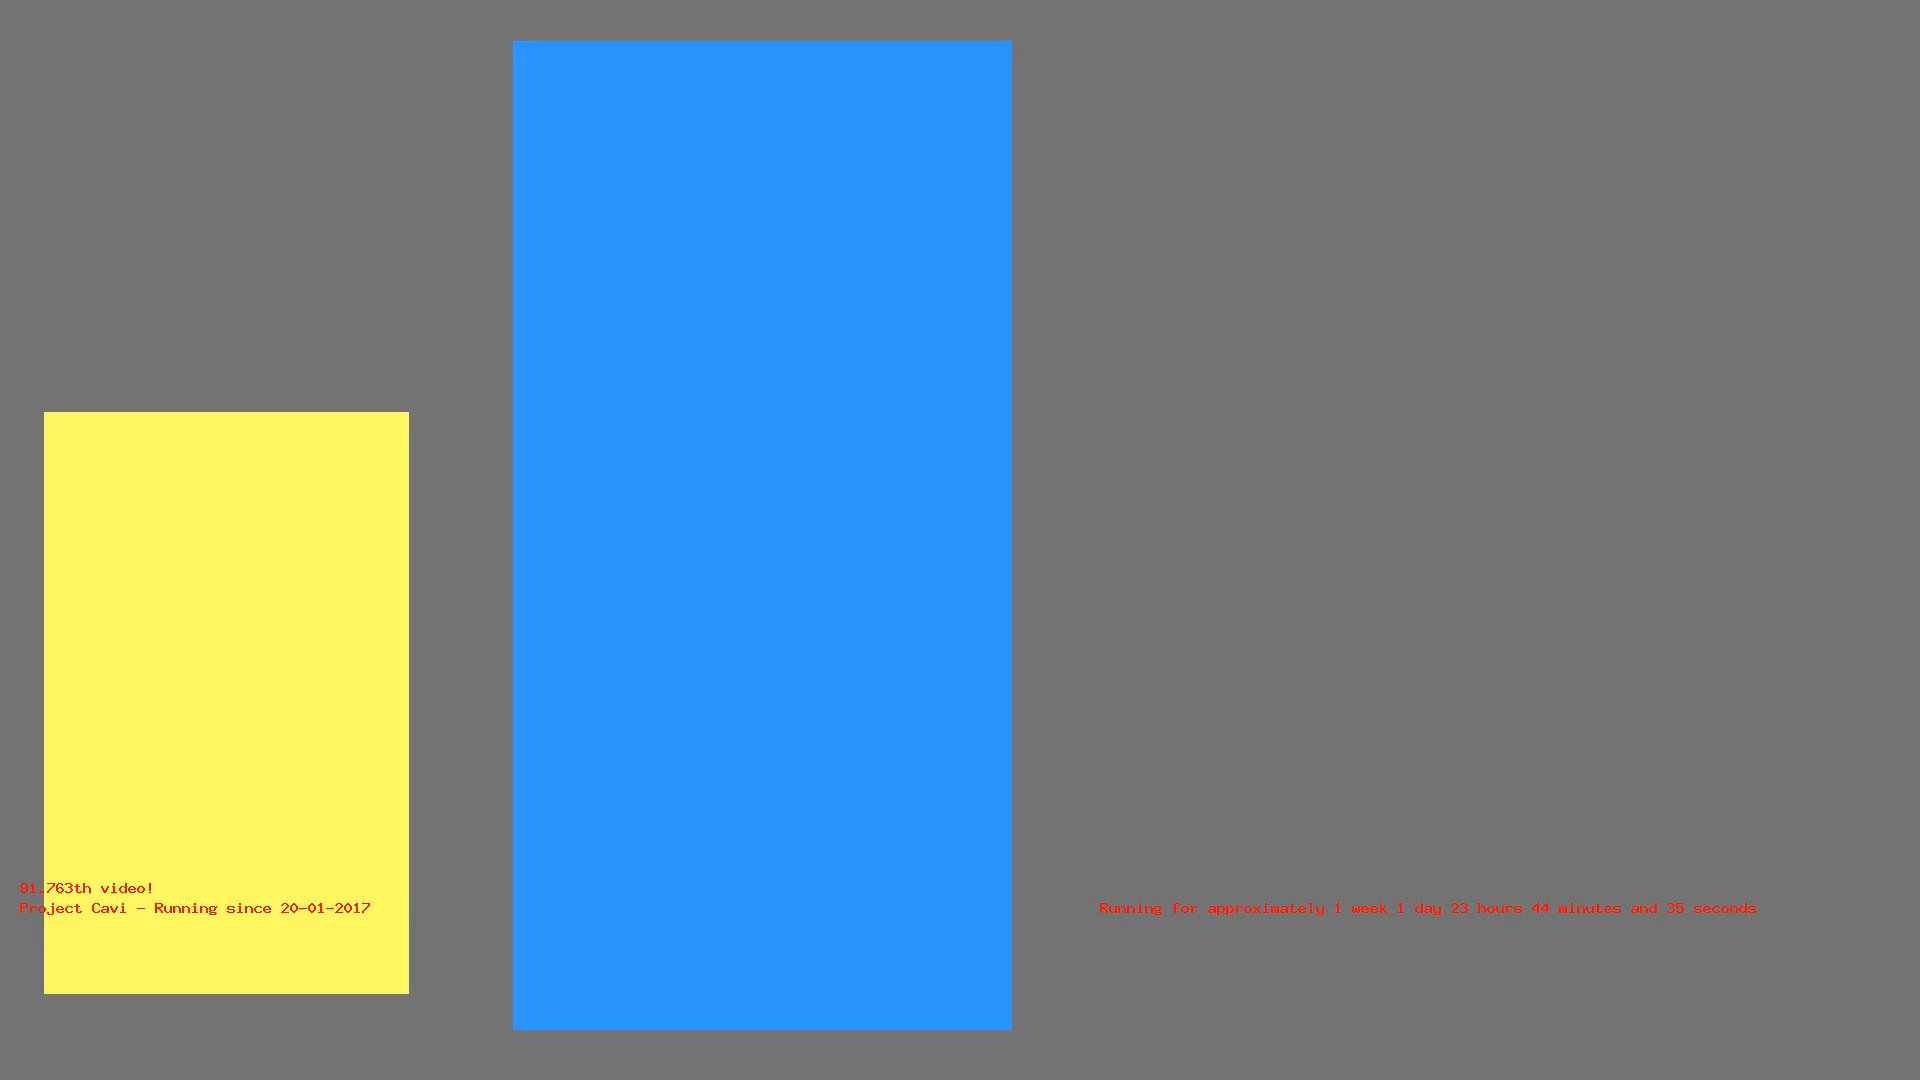 91.763th video!
Project Cavi - Running since 20-01-2017
Running for approximately 1 week 1 day 23 hours 44 minutes and 35 seconds